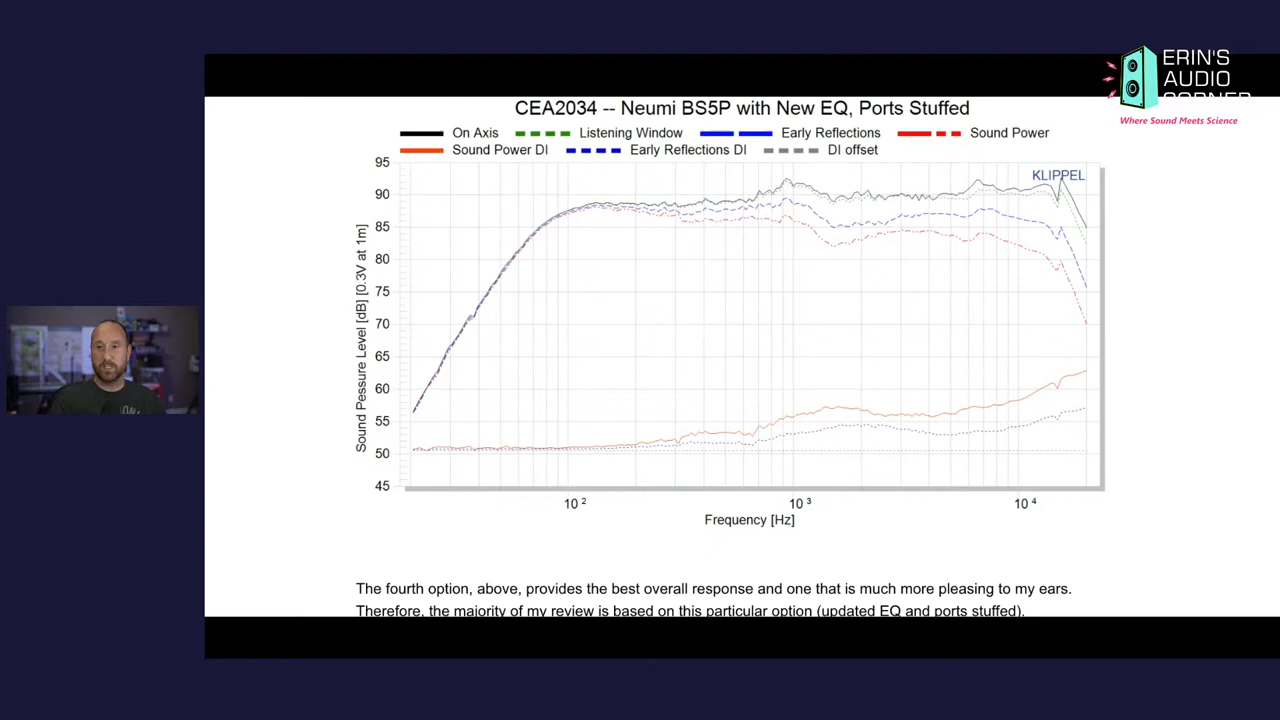 ERIN'S
AUDIO
CORNER
Where Sound Meets Science
CEA2034 -- Neumi BS5P with New EQ, Ports Stuffed
On Axis Listening Window Early Reflections Sound Power
Sound Power DI Early Reflections DI DI offset
KLIPPEL
95
90
85
80
75
70
65
60
55
50
45
Sound Pressure Level [dB] [0.3V at 1m]
10 2 10 3 10 4
Frequency [Hz]
The fourth option, above, provides the best overall response and one that is much more pleasing to my ears.
Therefore, the majority of my review is based on this particular option (updated EQ and ports stuffed).